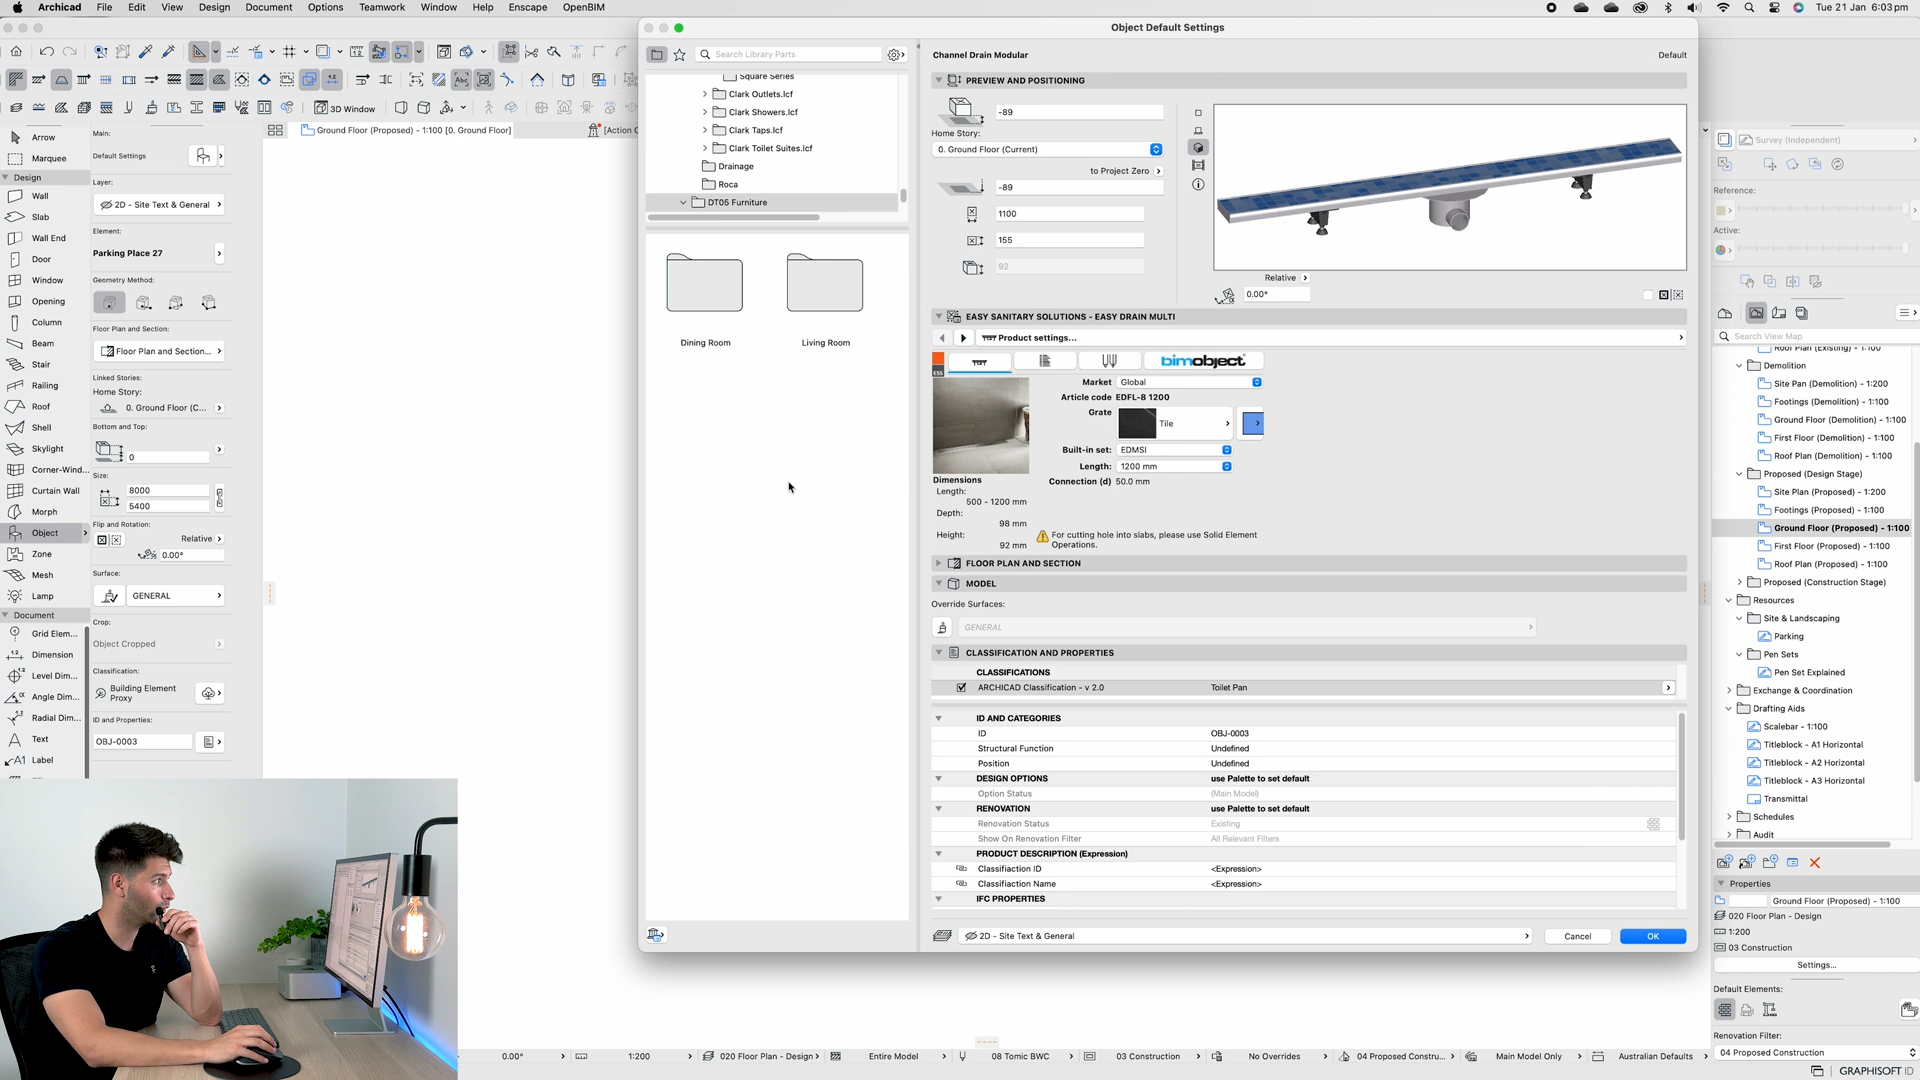 Archicad File Edit View Design Document Options Teamwork Window Help Enscape OpenBIM
Tue 21 Jan 6:03 pm
Object Default Settings
Search Library Parts
Channel Drain Modular
Default
Square Series
Clark Outlets.lcf
Clark Showers.lcf
Clark Taps.lcf
Clark Toilet Suites.lcf
Drainage
Roca
DT05 Furniture
Dining Room
Living Room
PREVIEW AND POSITIONING
-89
Home Story:
0. Ground Floor (Current)
to Project Zero
-89
1100
155
92
Relative
0.00°
EASY SANITARY SOLUTIONS - EASY DRAIN MULTI
Product settings...
ESS
bimobject
Market Global
Article code EDFL-8 1200
Grate Tile
Built-in set: EDMSI
Length: 1200 mm
Connection (d) 50.0 mm
Dimensions
Length:
500 - 1200 mm
Depth:
98 mm
Height:
92 mm
For cutting hole into slabs, please use Solid Element
Operations.
FLOOR PLAN AND SECTION
MODEL
Override Surfaces:
GENERAL
CLASSIFICATION AND PROPERTIES
CLASSIFICATIONS
ARCHICAD Classification - v 2.0 Toilet Pan
ID AND CATEGORIES
ID OBJ-0003
Structural Function Undefined
Position Undefined
DESIGN OPTIONS use Palette to set default
Option Status (Main Model)
RENOVATION use Palette to set default
Renovation Status Existing
Show On Renovation Filter All Relevant Filters
PRODUCT DESCRIPTION (Expression)
Classifiaction ID <Expression>
Classifiaction Name <Expression>
IFC PROPERTIES
2D - Site Text & General
Cancel
OK
3D Window
Ground Floor (Proposed) - 1:100 [0. Ground Floor]
[Action C
Arrow
Marquee
Design
Wall
Slab
Wall End
Door
Window
Opening
Column
Beam
Stair
Railing
Roof
Shell
Skylight
Corner-Wind...
Curtain Wall
Morph
Object
Zone
Mesh
Lamp
Document
Grid Elem...
Dimension
Level Dim...
Angle Dim...
Radial Dim...
Text
Label
Main:
Default Settings
Layer:
2D - Site Text & General
Element:
Parking Place 27
Geometry Method:
Floor Plan and Section:
Floor Plan and Section...
Linked Stories:
Home Story:
0. Ground Floor (C...
Bottom and Top:
0
Size:
8000
5400
Flip and Rotation:
Relative
0.00°
Surface:
GENERAL
Crop:
Object Cropped
Classification:
Building Element
Proxy
ID and Properties:
OBJ-0003
Survey (Independent)
Reference:
Active:
Search View Map
Roof Plan (Existing) - 1:100
Demolition
Site Pan (Demolition) - 1:200
Footings (Demolition) - 1:100
Ground Floor (Demolition) - 1:100
First Floor (Demolition) - 1:100
Roof Plan (Demolition) - 1:100
Proposed (Design Stage)
Site Plan (Proposed) - 1:200
Footings (Proposed) - 1:100
Ground Floor (Proposed) - 1:100
First Floor (Proposed) - 1:100
Roof Plan (Proposed) - 1:100
Proposed (Construction Stage)
Resources
Site & Landscaping
Parking
Pen Sets
Pen Set Explained
Exchange & Coordination
Drafting Aids
Scalebar - 1:100
Titleblock - A1 Horizontal
Titleblock - A2 Horizontal
Titleblock - A3 Horizontal
Transmittal
Schedules
Audit
Properties
Ground Floor (Proposed) - 1:100
020 Floor Plan - Design
1:200
03 Construction
Settings...
Default Elements:
Renovation Filter:
04 Proposed Construction
0.00° 1:200 020 Floor Plan - Design Entire Model 08 Tomic BWC 03 Construction No Overrides 04 Proposed Constru... Main Model Only Australian Defaults
GRAPHISOFT ID